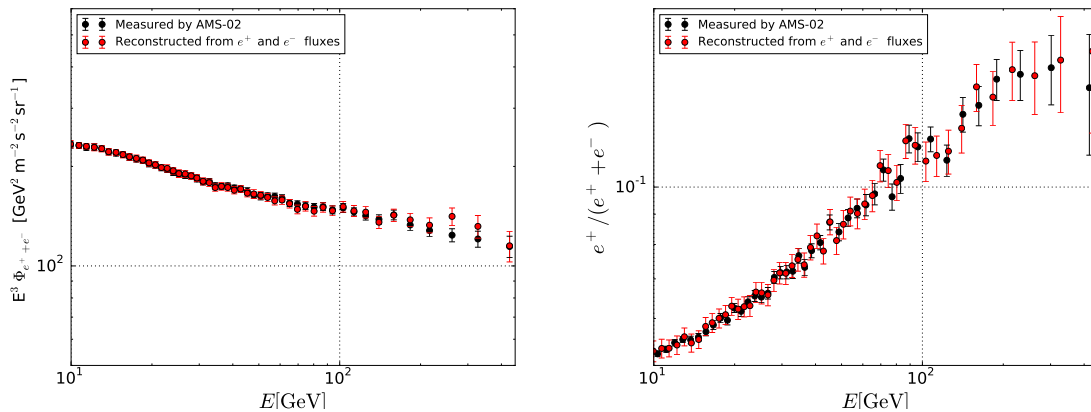 Measured by AMS-02
Reconstructed from e⁺ and e⁻ fluxes
E³ Φ_{e⁺+e⁻} [GeV² m⁻² s⁻² sr⁻¹]
10²
10¹ 10²
E[GeV]
Measured by AMS-02
Reconstructed from e⁺ and e⁻ fluxes
e⁺/(e⁺+e⁻)
10⁻¹
10¹ 10²
E[GeV]